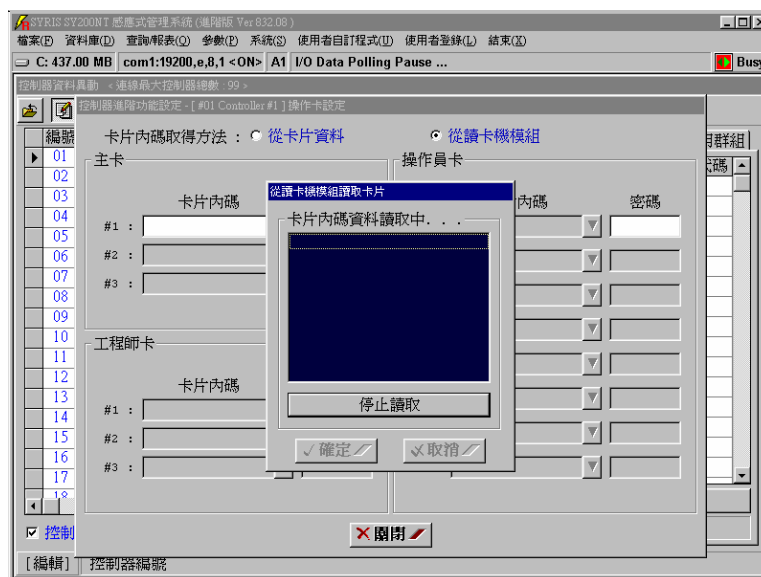 SYRIS SY200NT 感應式管理系統 (進階版 Ver 8.32.08 )
檔案(F) 資料庫(D) 查詢/報表(Q) 參數(P) 系統(S) 使用者自訂程式(U) 使用者登錄(L) 結束(X)
C: 437.00 MB com1:19200,e,8,1 <ON> A1 I/O Data Polling Pause ... Busy
控制器資料異動 < 連線最大控制器總數 : 99 >
控制器進階功能設定 - [ #01 Controller #1 ] 操作卡設定
卡片內碼取得方法 : 從卡片資料 從讀卡機模組
編號
用群組
代碼
主卡
操作員卡
卡片內碼
內碼 密碼
#1 :
#2 :
#3 :
工程師卡
卡片內碼
#1 :
#2 :
#3 :
01
02
03
04
05
06
07
08
09
10
11
12
13
14
15
16
17
18
從讀卡機模組讀取卡片
卡片內碼資料讀取中. . .
停止讀取
確定 取消
關閉
控制
[編輯] 控制器編號